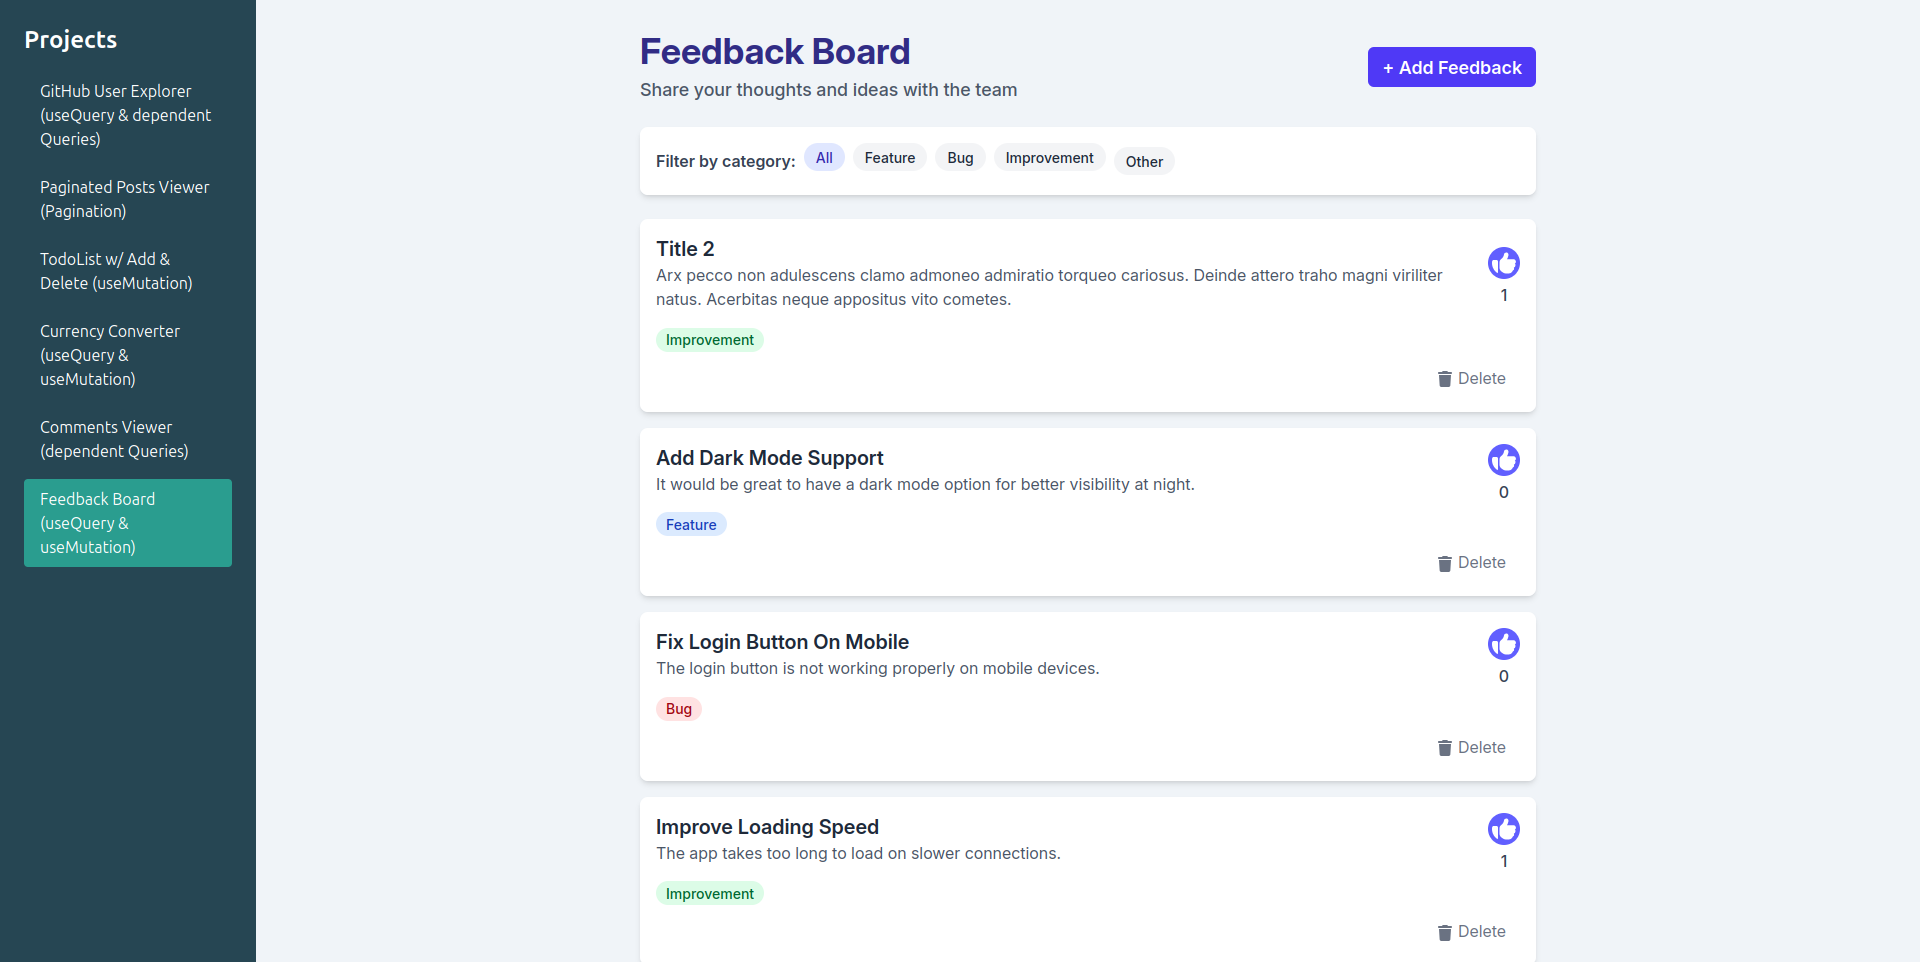 Projects
GitHub User Explorer
(useQuery & dependent
Queries)
Paginated Posts Viewer
(Pagination)
TodoList w/ Add &
Delete (useMutation)
Currency Converter
(useQuery &
useMutation)
Comments Viewer
(dependent Queries)
Feedback Board
(useQuery &
useMutation)
Feedback Board
Share your thoughts and ideas with the team
+ Add Feedback
Filter by category: All Feature Bug Improvement Other
Title 2
Arx pecco non adulescens clamo admoneo admiratio torqueo cariosus. Deinde attero traho magni viriliter
natus. Acerbitas neque appositus vito cometes.
1
Improvement
Delete
Add Dark Mode Support
It would be great to have a dark mode option for better visibility at night.
0
Feature
Delete
Fix Login Button On Mobile
The login button is not working properly on mobile devices.
0
Bug
Delete
Improve Loading Speed
The app takes too long to load on slower connections.
1
Improvement
Delete